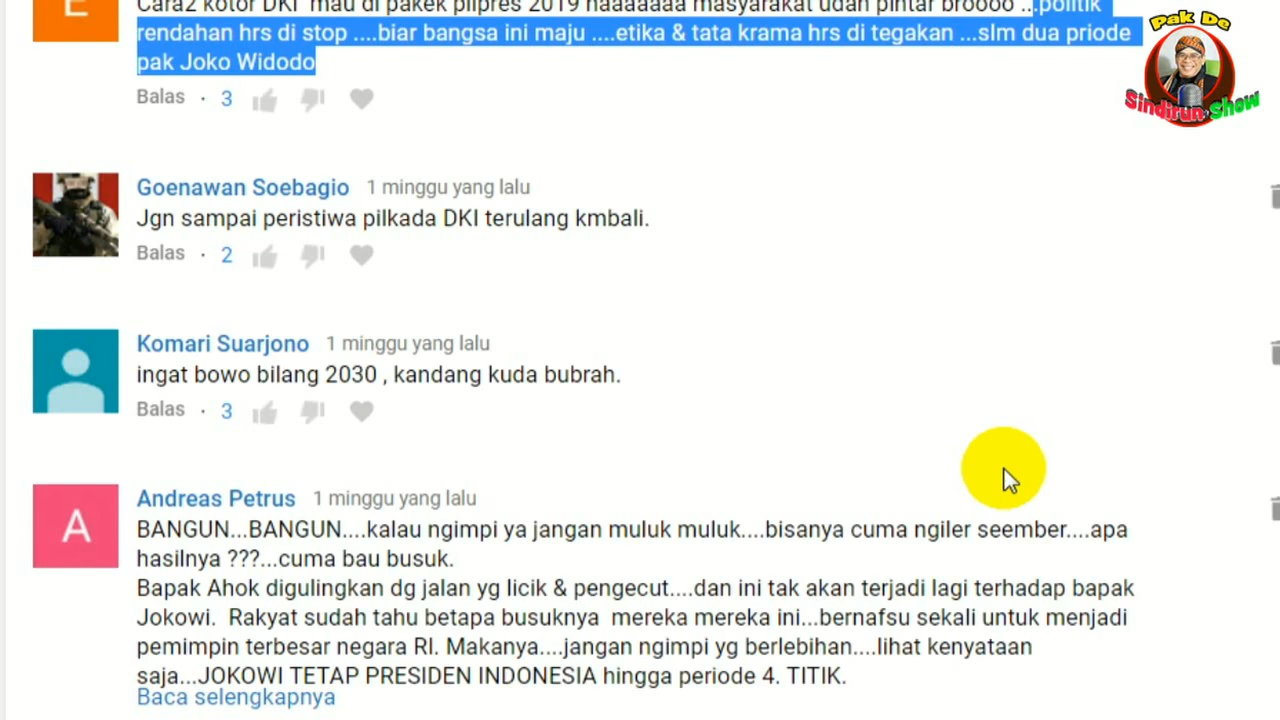 Cara2 kotor DKI mau di pakek pilpres 2019 naaaaaaa masyarakat udah pintar broooo ...politik
rendahan hrs di stop ....biar bangsa ini maju ....etika & tata krama hrs di tegakan ...slm dua priode
pak Joko Widodo
Balas · 3
Pak De
Sindirun Show
Goenawan Soebagio 1 minggu yang lalu
Jgn sampai peristiwa pilkada DKI terulang kmbali.
Balas · 2
Komari Suarjono 1 minggu yang lalu
ingat bowo bilang 2030 , kandang kuda bubrah.
Balas · 3
A
Andreas Petrus 1 minggu yang lalu
BANGUN...BANGUN....kalau ngimpi ya jangan muluk muluk....bisanya cuma ngiler seember....apa
hasilnya ???...cuma bau busuk.
Bapak Ahok digulingkan dg jalan yg licik & pengecut....dan ini tak akan terjadi lagi terhadap bapak
Jokowi.  Rakyat sudah tahu betapa busuknya  mereka mereka ini...bernafsu sekali untuk menjadi
pemimpin terbesar negara RI. Makanya....jangan ngimpi yg berlebihan....lihat kenyataan
saja...JOKOWI TETAP PRESIDEN INDONESIA hingga periode 4. TITIK.
Baca selengkapnya